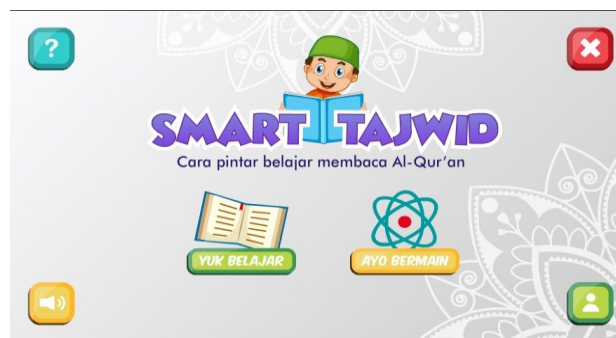 ?
SMART TAJWID
Cara pintar belajar membaca Al-Qur'an
YUK BELAJAR
AYO BERMAIN